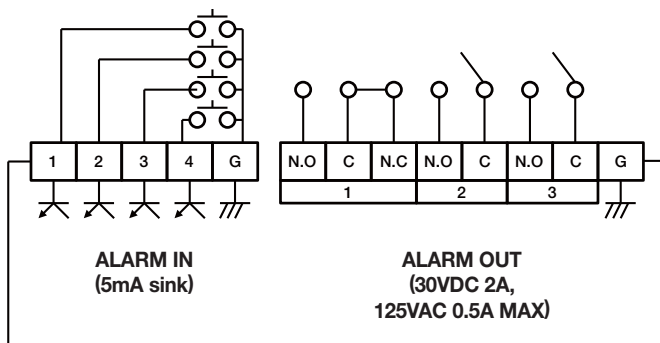 1 2 3 4 G
N.O C N.C N.O C N.O C G
1 2 3
ALARM IN
(5mA sink)
ALARM OUT
(30VDC 2A,
125VAC 0.5A MAX)